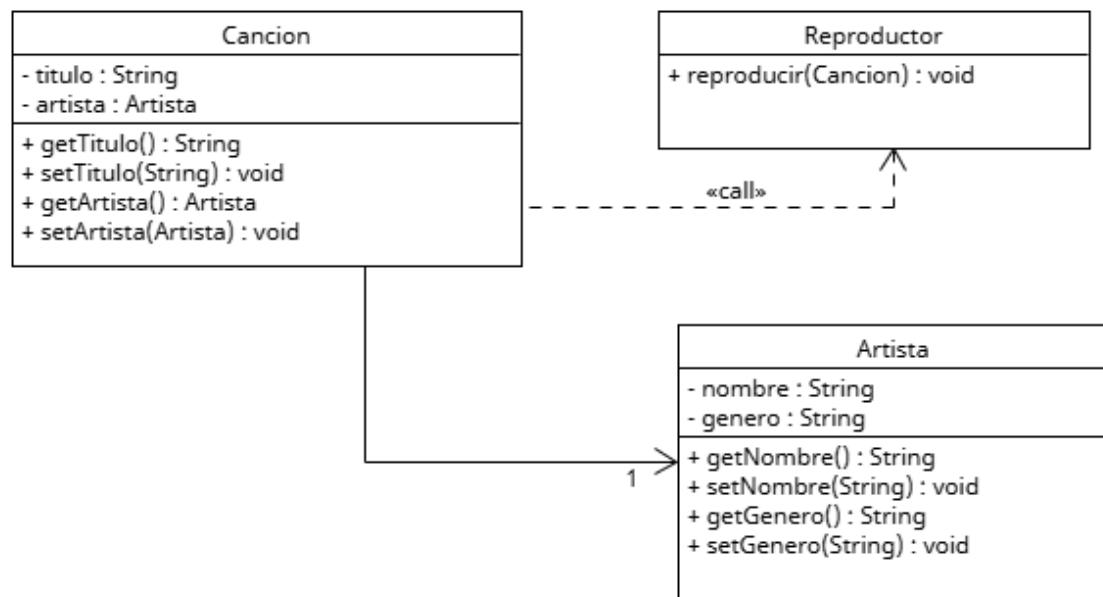 Cancion
- titulo : String
- artista : Artista
+ getTitulo() : String
+ setTitulo(String) : void
+ getArtista() : Artista
+ setArtista(Artista) : void
Reproductor
+ reproducir(Cancion) : void
«call»
1
Artista
- nombre : String
- genero : String
+ getNombre() : String
+ setNombre(String) : void
+ getGenero() : String
+ setGenero(String) : void